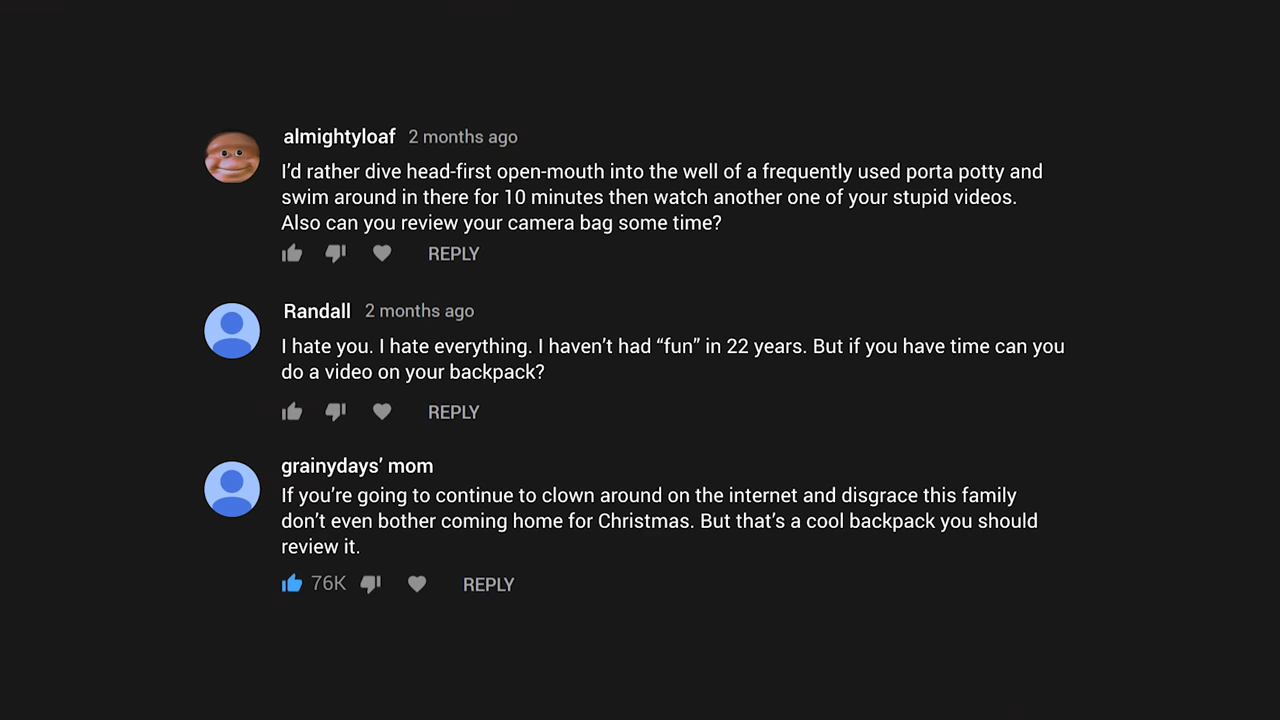 almightyloaf 2 months ago
I'd rather dive head-first open-mouth into the well of a frequently used porta potty and
swim around in there for 10 minutes then watch another one of your stupid videos.
Also can you review your camera bag some time?
REPLY
Randall 2 months ago
I hate you. I hate everything. I haven't had “fun” in 22 years. But if you have time can you
do a video on your backpack?
REPLY
grainydays' mom
If you're going to continue to clown around on the internet and disgrace this family
don't even bother coming home for Christmas. But that's a cool backpack you should
review it.
76K REPLY